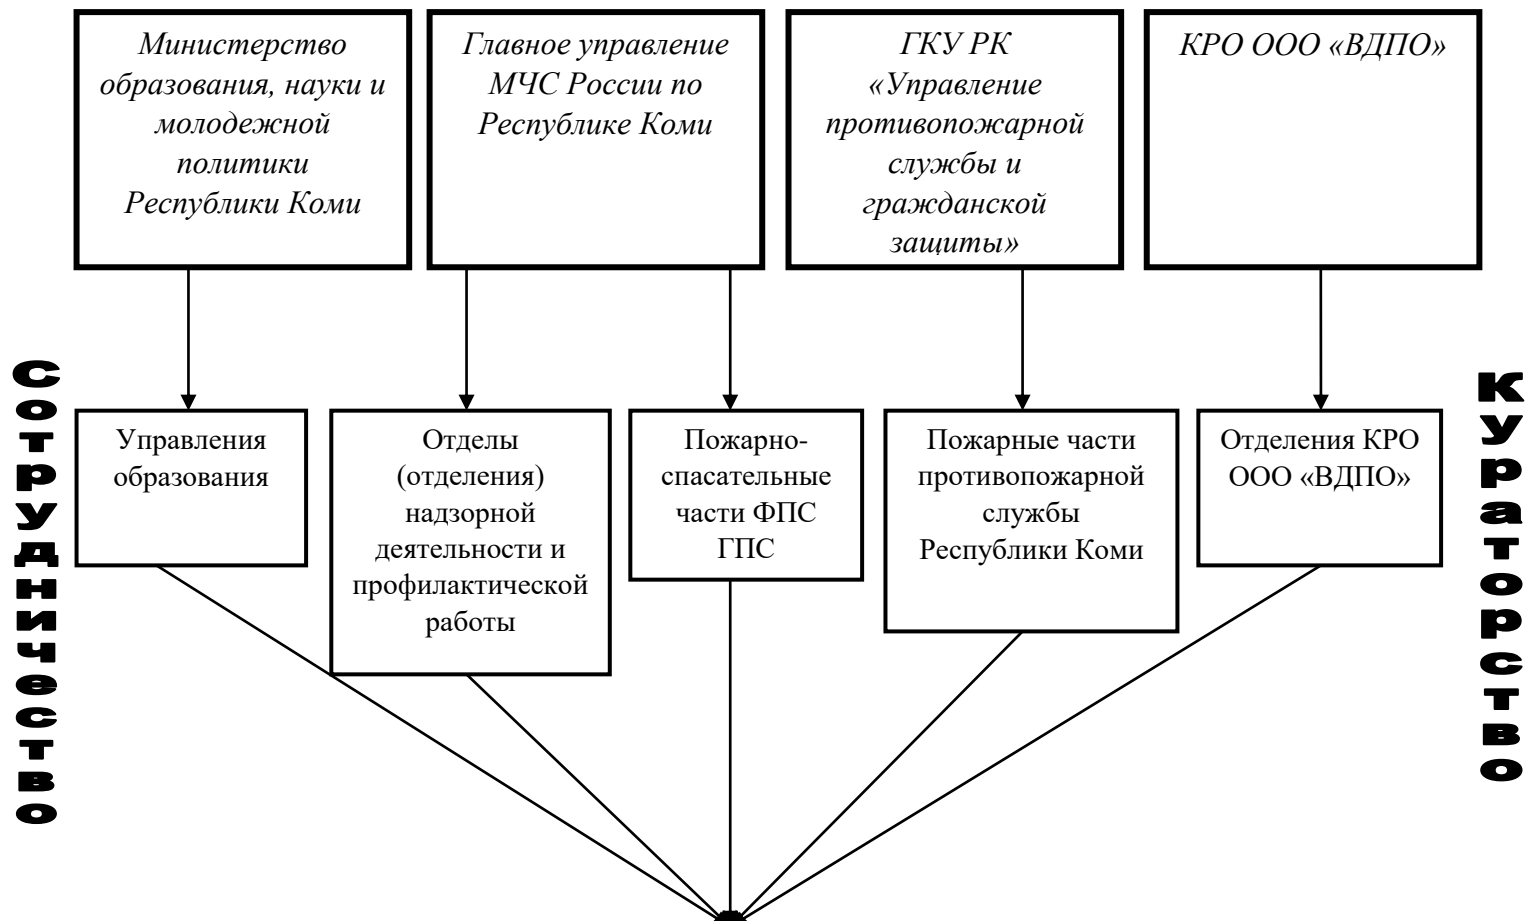 Министерство
образования, науки и
молодежной
политики
Республики Коми
Главное управление
МЧС России по
Республике Коми
ГКУ РК
«Управление
противопожарной
службы и
гражданской
защиты»
КРО ООО «ВДПО»
Сотрудничество
Управления
образования
Отделы
(отделения)
надзорной
деятельности и
профилактической
работы
Пожарно-
спасательные
части ФПС
ГПС
Пожарные части
противопожарной
службы
Республики Коми
Отделения КРО
ООО «ВДПО»
Кураторство